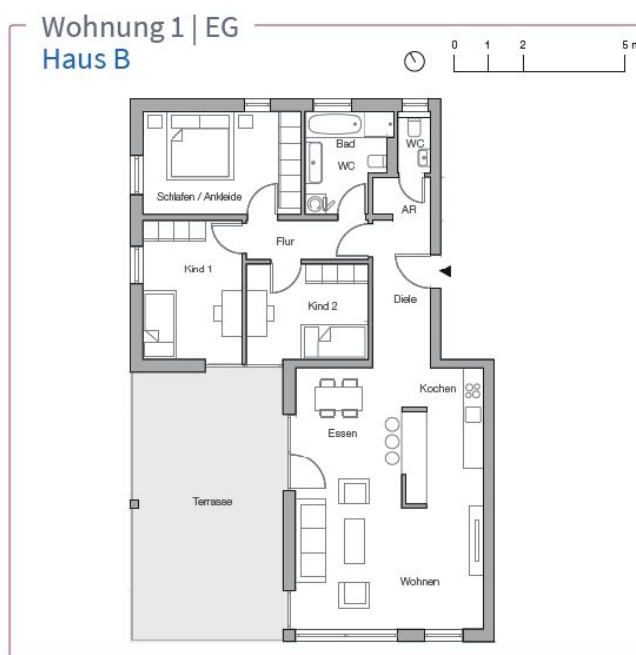 Wohnung 1 | EG
Haus B
0 1 2 5 m
Bad
WC
WC
Schlafen / Ankleide
AR
Flur
Kind 1
Kind 2
Diele
Kochen
Essen
Terrasse
Wohnen